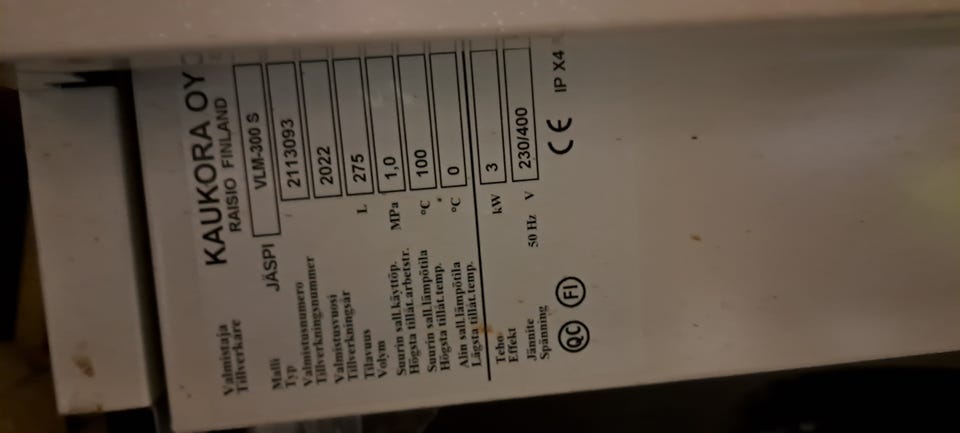 Valmistaja KAUKORA OY
Tillverkare RAISIO FINLAND
Malli JÄSPI VLM-300 S
Typ
Valmistusnumero 2113093
Tillverkningsnummer
Valmistusvuosi 2022
Tillverkningsår
Tilavuus L 275
Volym
Suurin sall.käyttöp. MPa 1,0
Högsta tillåt.arbetstr.
Suurin sall.lämpötila °C 100
Högsta tillåt.temp.
Alin sall.lämpötila °C 0
Lägsta tillåt.temp.
Teho kW 3
Effekt
Jännite 50 Hz V 230/400
Spänning
QC FI CE IP X4